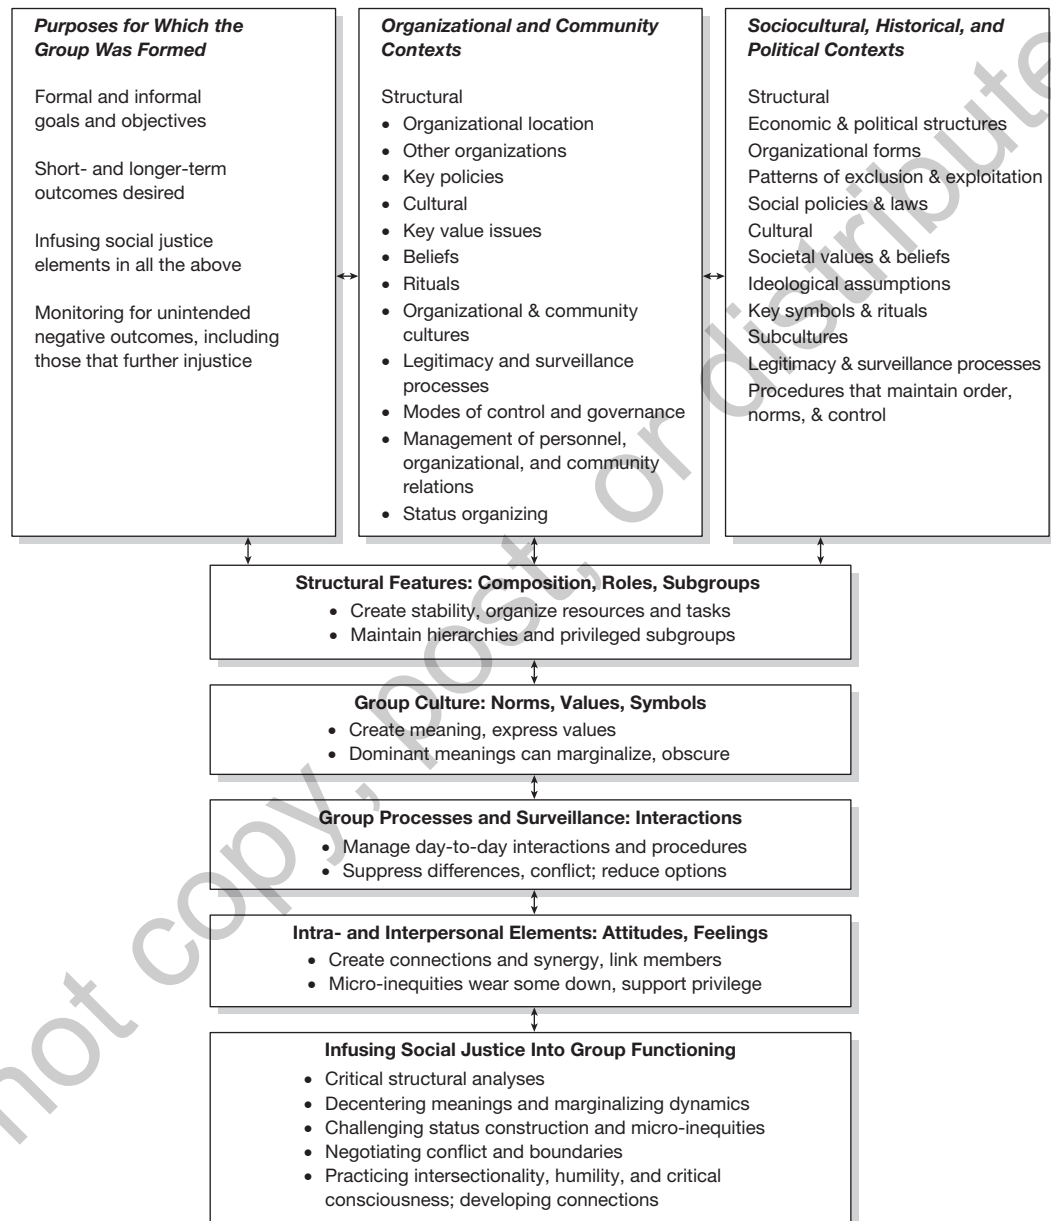 Purposes for Which the
Group Was Formed
Formal and informal
goals and objectives
Short- and longer-term
outcomes desired
Infusing social justice
elements in all the above
Monitoring for unintended
negative outcomes, including
those that further injustice
Organizational and Community
Contexts
Structural
• Organizational location
• Other organizations
• Key policies
• Cultural
• Key value issues
• Beliefs
• Rituals
• Organizational & community
cultures
• Legitimacy and surveillance
processes
• Modes of control and governance
• Management of personnel,
organizational, and community
relations
• Status organizing
Sociocultural, Historical, and
Political Contexts
Structural
Economic & political structures
Organizational forms
Patterns of exclusion & exploitation
Social policies & laws
Cultural
Societal values & beliefs
Ideological assumptions
Key symbols & rituals
Subcultures
Legitimacy & surveillance processes
Procedures that maintain order,
norms, & control
Structural Features: Composition, Roles, Subgroups
• Create stability, organize resources and tasks
• Maintain hierarchies and privileged subgroups
Group Culture: Norms, Values, Symbols
• Create meaning, express values
• Dominant meanings can marginalize, obscure
Group Processes and Surveillance: Interactions
• Manage day-to-day interactions and procedures
• Suppress differences, conflict; reduce options
Intra- and Interpersonal Elements: Attitudes, Feelings
• Create connections and synergy, link members
• Micro-inequities wear some down, support privilege
Infusing Social Justice Into Group Functioning
• Critical structural analyses
• Decentering meanings and marginalizing dynamics
• Challenging status construction and micro-inequities
• Negotiating conflict and boundaries
• Practicing intersectionality, humility, and critical
consciousness; developing connections
not copy, post, or distribute